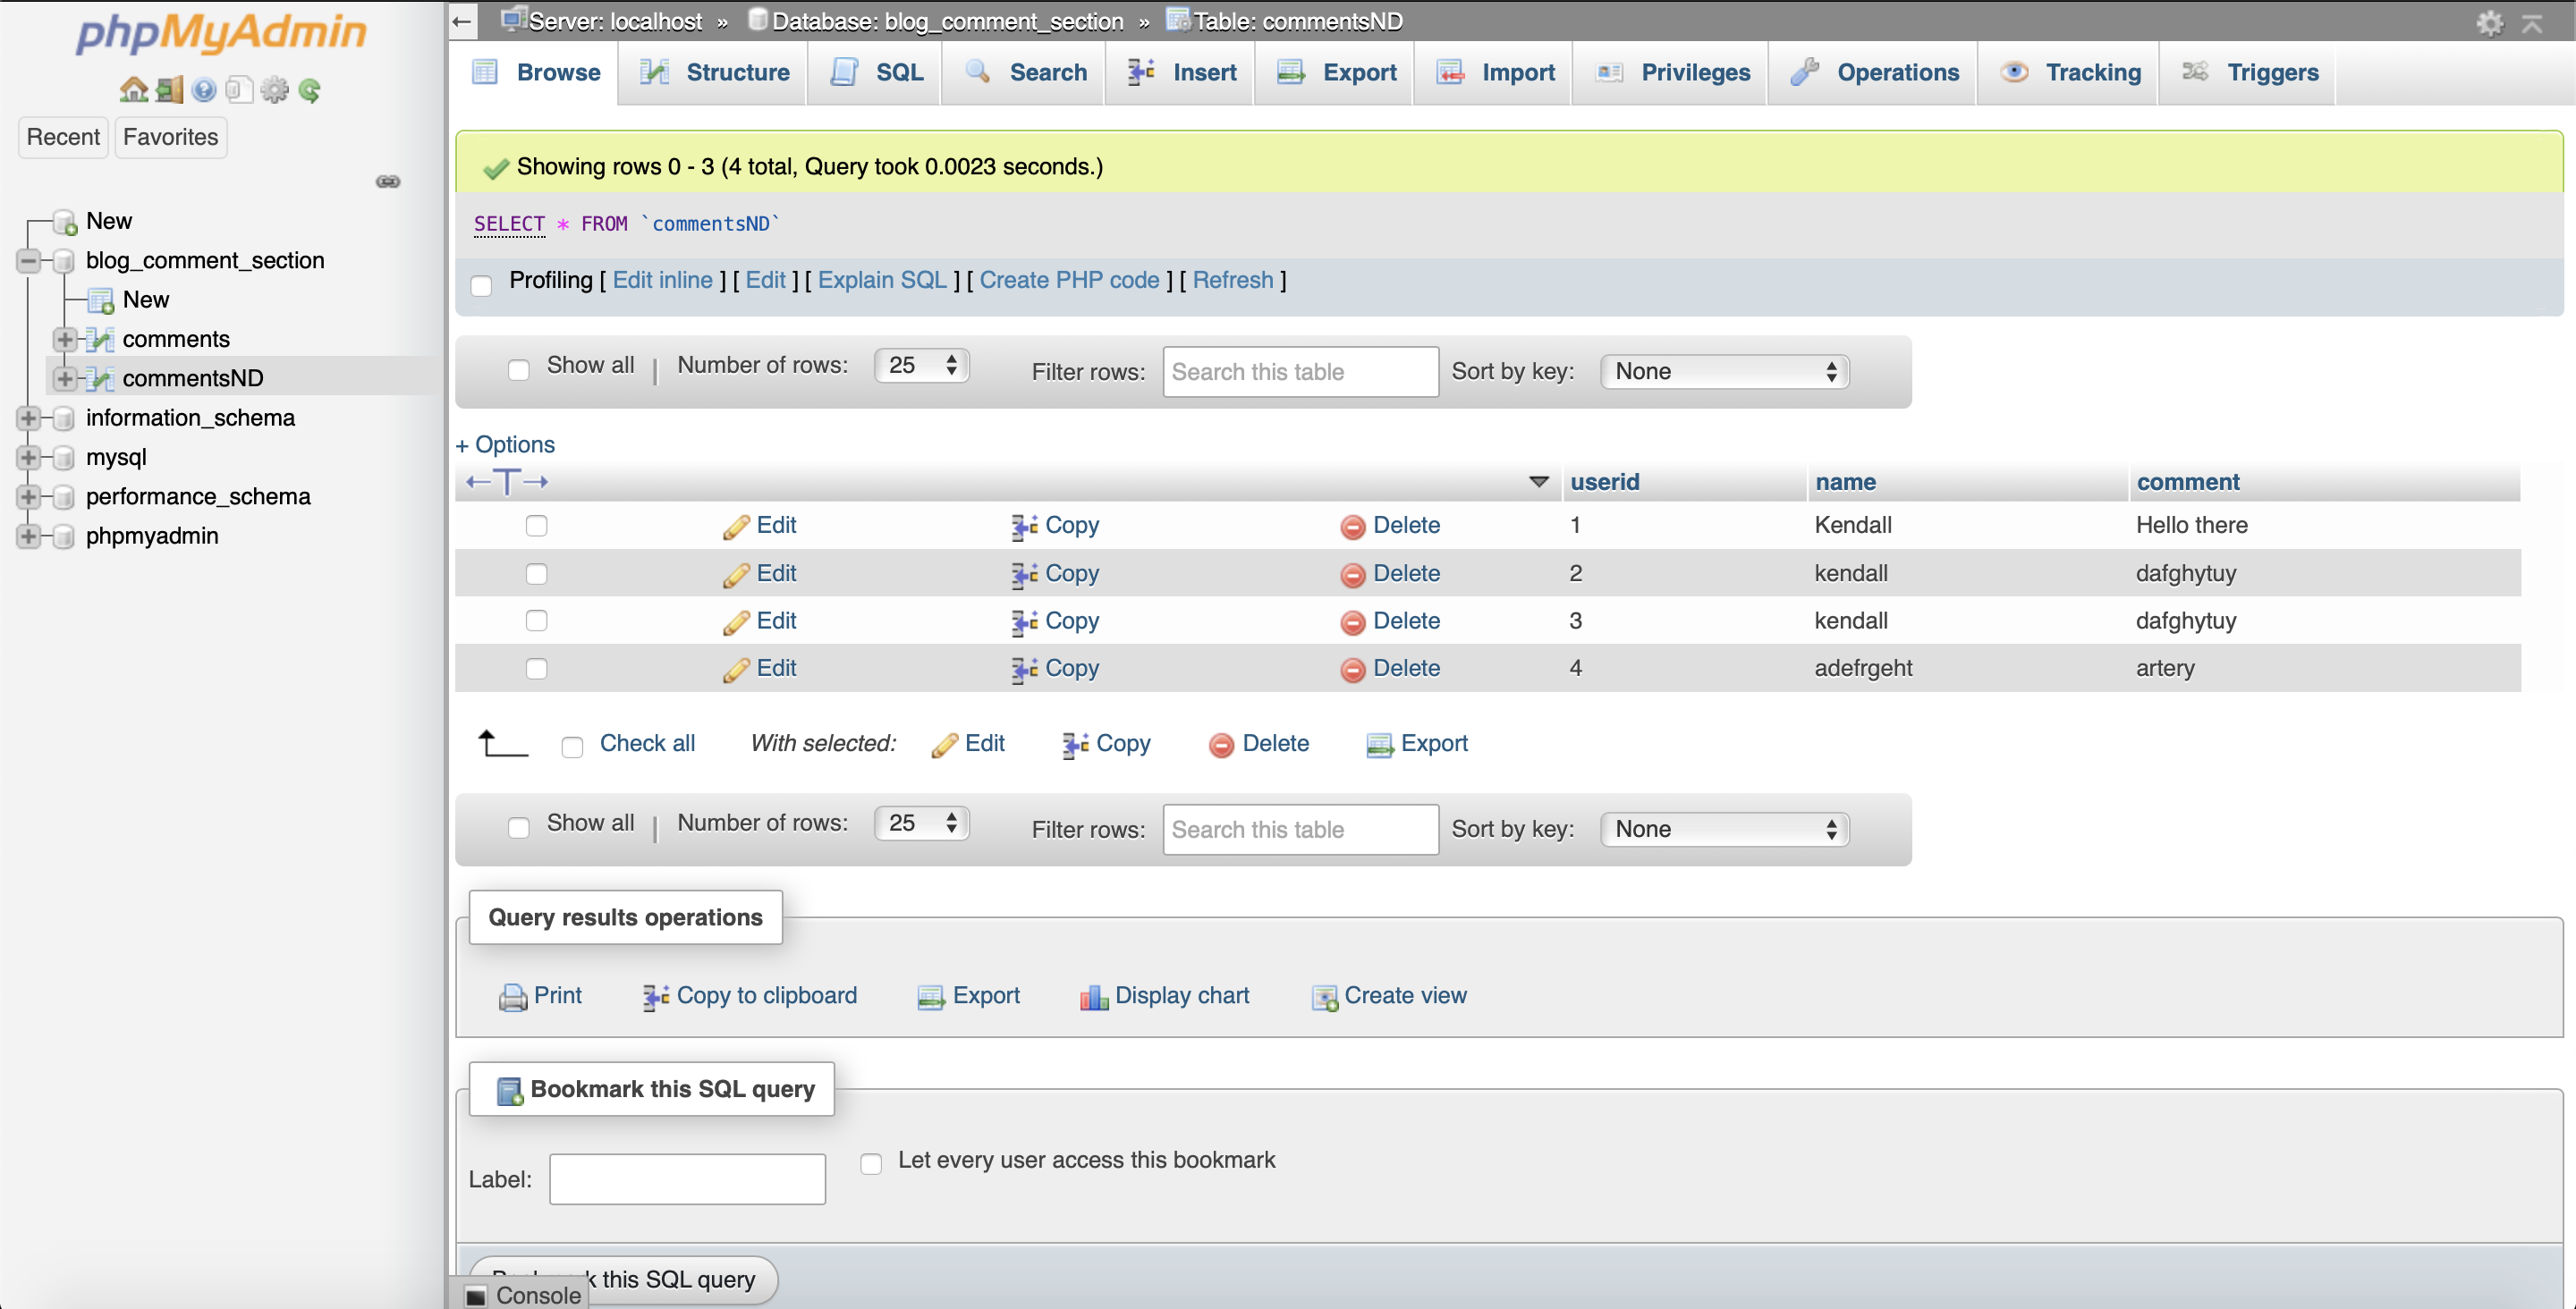 phpMyAdmin
Recent Favorites
New
blog_comment_section
New
comments
commentsND
information_schema
mysql
performance_schema
phpmyadmin
Server: localhost » Database: blog_comment_section » Table: commentsND
Browse Structure SQL Search Insert Export Import Privileges Operations Tracking Triggers
Showing rows 0 - 3 (4 total, Query took 0.0023 seconds.)
SELECT * FROM `commentsND`
Profiling [ Edit inline ] [ Edit ] [ Explain SQL ] [ Create PHP code ] [ Refresh ]
Show all | Number of rows: 25 Filter rows: Search this table Sort by key: None
+ Options
←T→ userid name comment
Edit Copy Delete 1 Kendall Hello there
Edit Copy Delete 2 kendall dafghytuy
Edit Copy Delete 3 kendall dafghytuy
Edit Copy Delete 4 adefrgeht artery
Check all With selected: Edit Copy Delete Export
Show all | Number of rows: 25 Filter rows: Search this table Sort by key: None
Query results operations
Print Copy to clipboard Export Display chart Create view
Bookmark this SQL query
Label: Let every user access this bookmark
this SQL query
Console